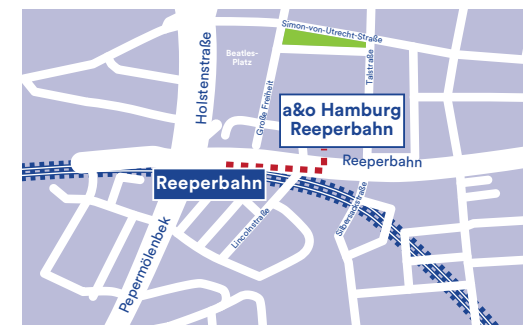 Simon-von-Utrecht-Straße
Holstenstraße
Beatles-
Platz
Talstraße
Große Freiheit
a&o Hamburg
Reeperbahn
Reeperbahn
Reeperbahn
Lincolnstraße
Silbersackstraße
Pepermölenbek